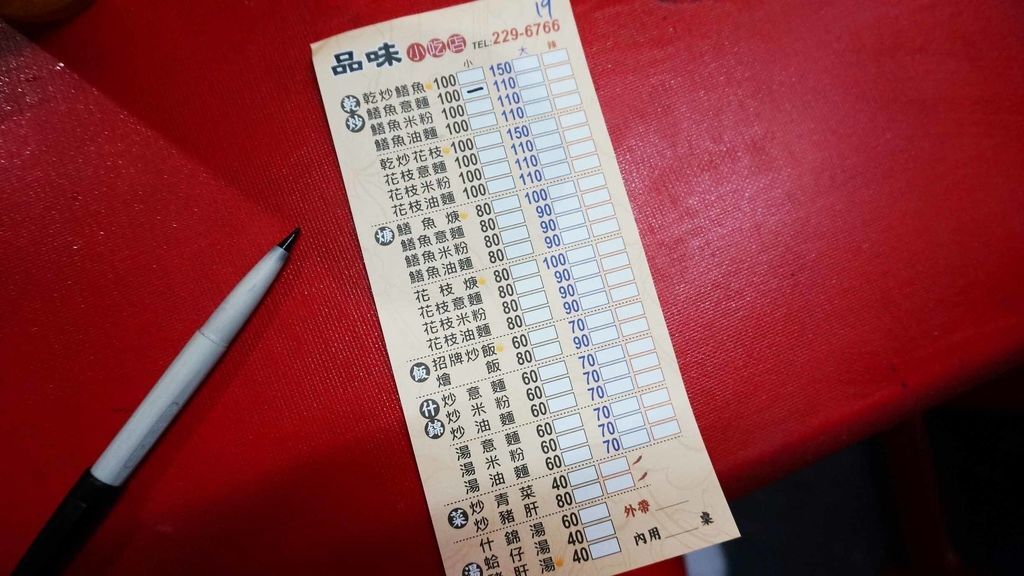 19
品味 小吃店 TEL:229-6766
小 大 辣
乾炒
乾炒鱔魚 100 150
鱔魚意麵 100 一 110
鱔魚米粉 100 110
鱔魚油麵 100 110
乾炒花枝 100 150
花枝意麵 100 110
花枝米粉 100 110
花枝油麵 100 110
焿
鱔魚焿 80 100
鱔魚意麵 80 90
鱔魚米粉 80 90
鱔魚油麵 80 90
花枝焿 80 100
花枝意麵 80 90
花枝米粉 80 90
花枝油麵 80 90
飯
招牌炒飯 60 70
燴飯 80 90
什錦
炒意麵 60 70
炒米粉 60 70
炒油麵 60 70
湯意麵 60 70
湯米粉 60 70
湯油麵 60 70
菜
炒青菜 40
炒豬肝 80
湯
什錦湯 60
蛤仔湯 40
豬肝湯 40
外帶
內用 桌